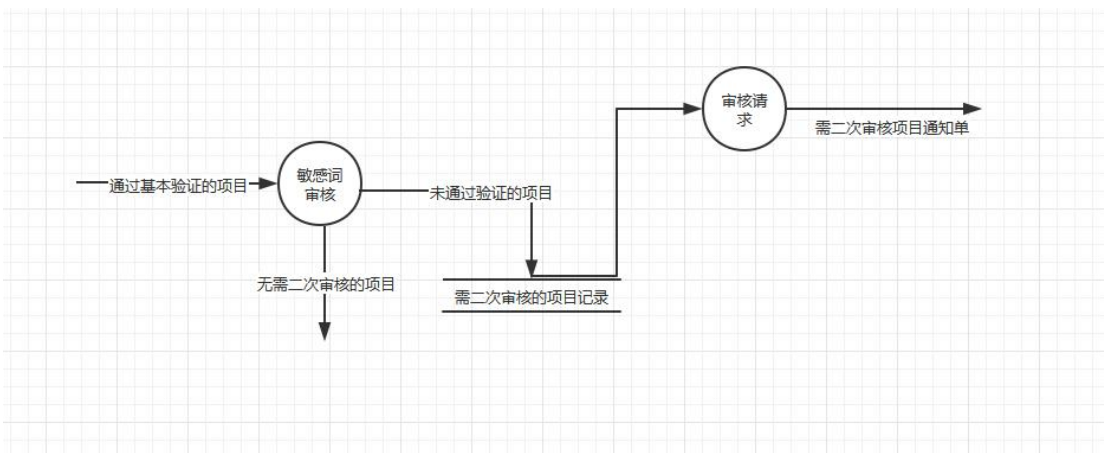 审核请
求
需二次审核项目通知单
敏感词
审核
通过基本验证的项目
未通过验证的项目
无需二次审核的项目
需二次审核的项目记录